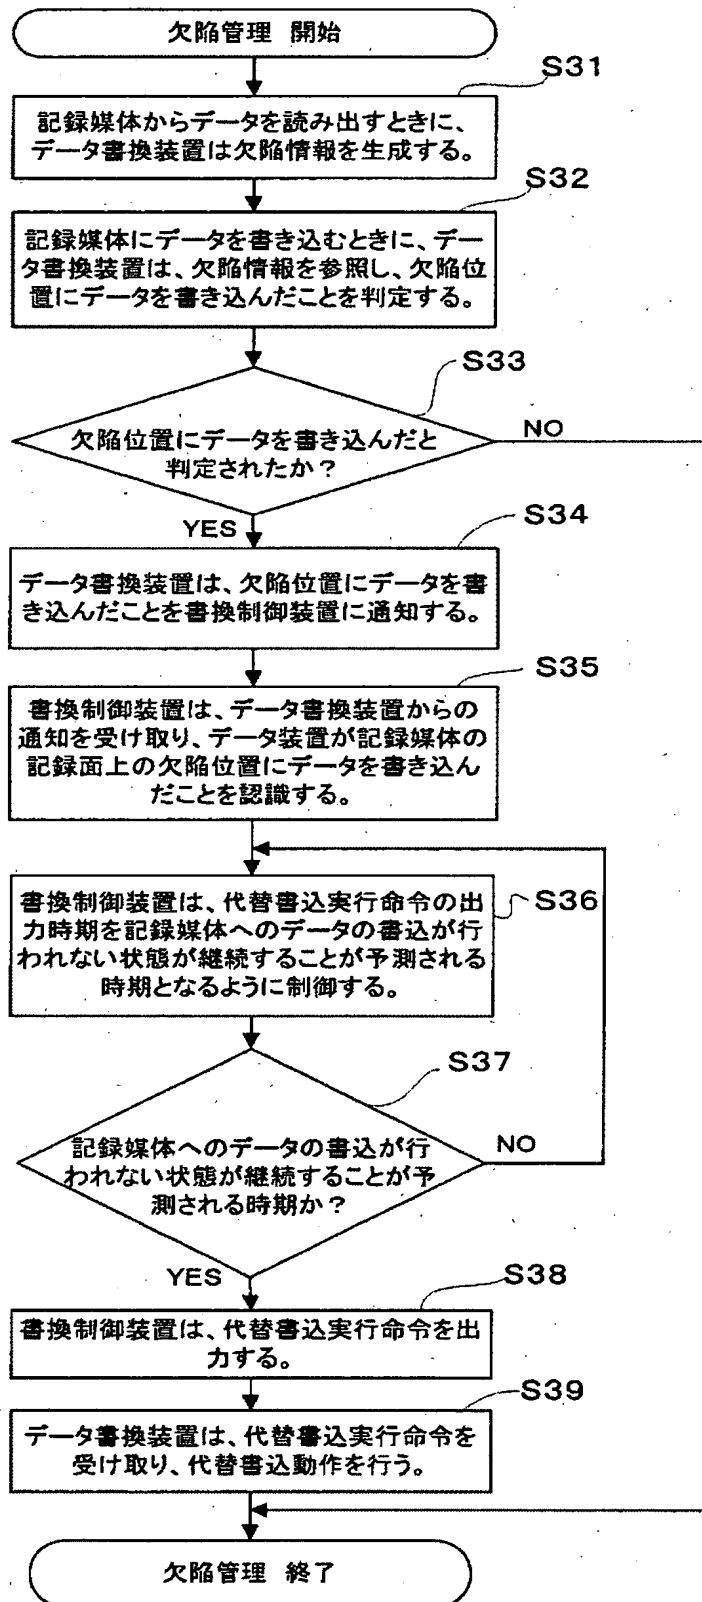 欠陥管理 開始
S31
記録媒体からデータを読み出すときに、
データ書換装置は欠陥情報を生成する。
S32
記録媒体にデータを書き込むときに、デー
タ書換装置は、欠陥情報を参照し、欠陥位
置にデータを書き込んだことを判定する。
S33
欠陥位置にデータを書き込んだと
判定されたか?
NO
YES
S34
データ書換装置は、欠陥位置にデータを書
き込んだことを書換制御装置に通知する。
S35
書換制御装置は、データ書換装置からの
通知を受け取り、データ装置が記録媒体の
記録面上の欠陥位置にデータを書き込ん
だことを認識する。
S36
書換制御装置は、代替書込実行命令の出
力時期を記録媒体へのデータの書込が行
われない状態が継続することが予測される
時期となるように制御する。
S37
記録媒体へのデータの書込が行
われない状態が継続することが予
測される時期か?
NO
YES
S38
書換制御装置は、代替書込実行命令を出
力する。
S39
データ書換装置は、代替書込実行命令を
受け取り、代替書込動作を行う。
欠陥管理 終了